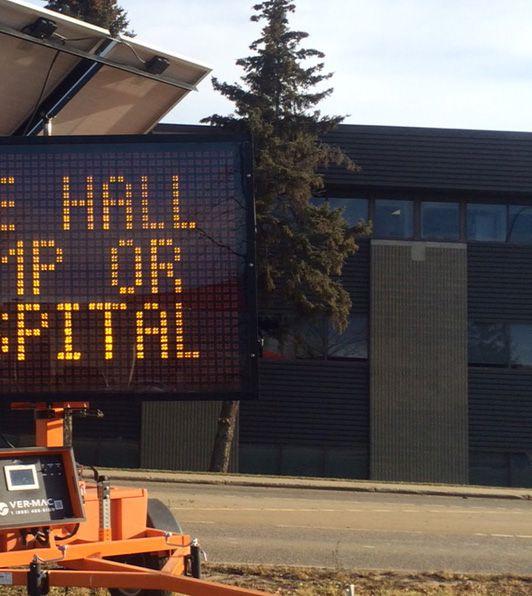 E HALL
MP OR
SPITAL
VER-MAC